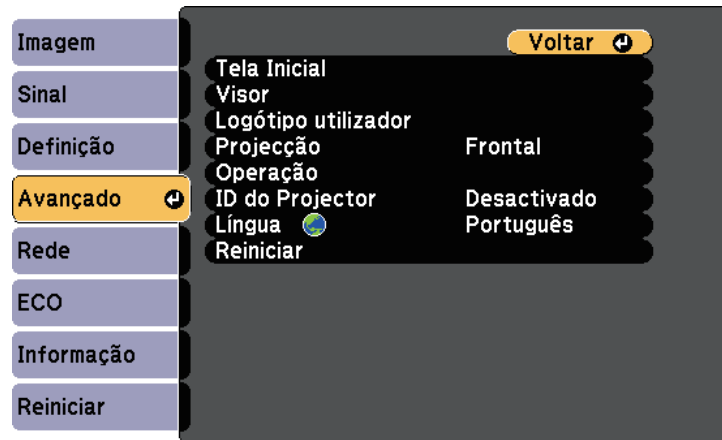 Imagem
Sinal
Definição
Avançado
Rede
ECO
Informação
Reiniciar
Voltar
Tela Inicial
Visor
Logótipo utilizador
Projecção Frontal
Operação
ID do Projector Desactivado
Língua Português
Reiniciar